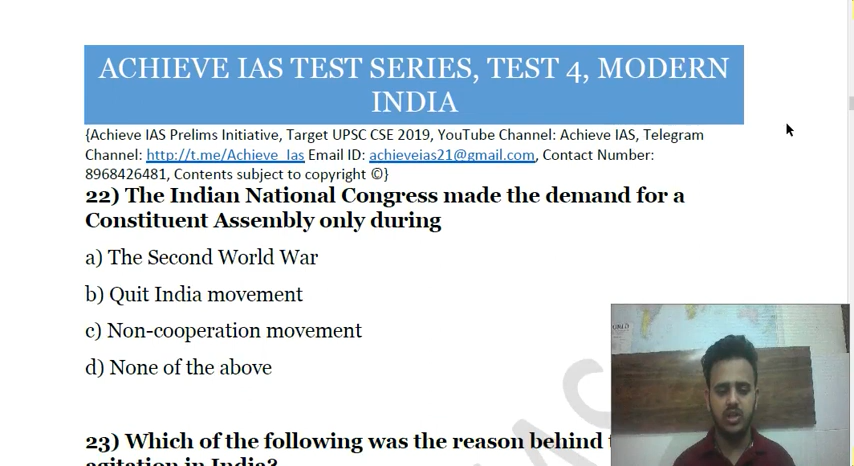 ACHIEVE IAS TEST SERIES, TEST 4, MODERN
INDIA
{Achieve IAS Prelims Initiative, Target UPSC CSE 2019, YouTube Channel: Achieve IAS, Telegram
Channel: http://t.me/Achieve_Ias Email ID: achieveias21@gmail.com, Contact Number:
8968426481, Contents subject to copyright ©}
22) The Indian National Congress made the demand for a
Constituent Assembly only during
a) The Second World War
b) Quit India movement
c) Non-cooperation movement
d) None of the above
23) Which of the following was the reason behind
agitation in India?